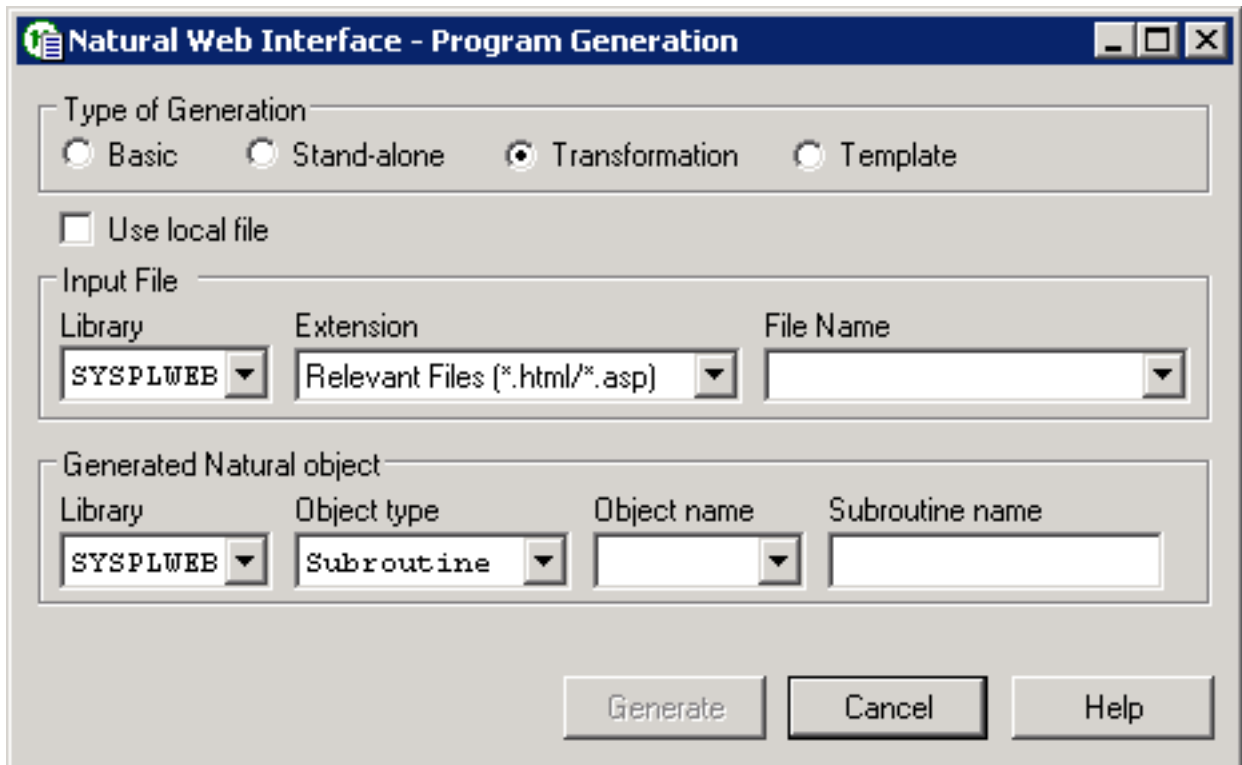 Natural Web Interface - Program Generation
Type of Generation
Basic Stand-alone Transformation Template
Use local file
Input File
Library Extension File Name
SYSPLWEB Relevant Files (*.html/*.asp)
Generated Natural object
Library Object type Object name Subroutine name
SYSPLWEB Subroutine
Generate Cancel Help